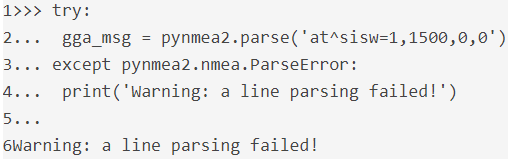 1>>> try:
2...  gga_msg = pynmea2.parse('at^sisw=1,1500,0,0')
3... except pynmea2.nmea.ParseError:
4...  print('Warning: a line parsing failed!')
5...
6Warning: a line parsing failed!